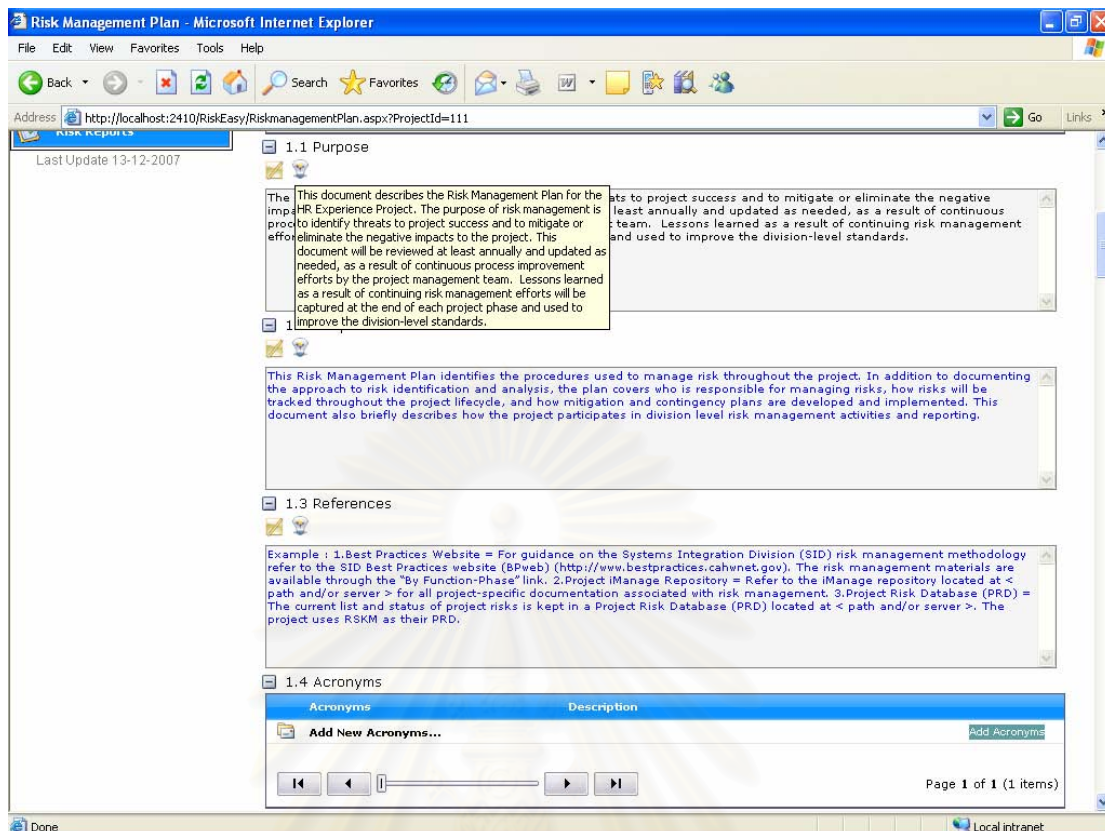 Risk Management Plan - Microsoft Internet Explorer
File Edit View Favorites Tools Help
Back Search Favorites
Address http://localhost:2410/RiskEasy/RiskmanagementPlan.aspx?ProjectId=111 Go Links
Risk Reports
Last Update 13-12-2007
1.1 Purpose
The ats to project success and to mitigate or eliminate the negative
least annually and updated as needed, as a result of continuous
team. Lessons learned as a result of continuing risk management
and used to improve the division-level standards.
This document describes the Risk Management Plan for the
HR Experience Project. The purpose of risk management is
to identify threats to project success and to mitigate or
eliminate the negative impacts to the project. This
document will be reviewed at least annually and updated as
needed, as a result of continuous process improvement
efforts by the project management team. Lessons learned
as a result of continuing risk management efforts will be
captured at the end of each project phase and used to
improve the division-level standards.
This Risk Management Plan identifies the procedures used to manage risk throughout the project. In addition to documenting
the approach to risk identification and analysis, the plan covers who is responsible for managing risks, how risks will be
tracked throughout the project lifecycle, and how mitigation and contingency plans are developed and implemented. This
document also briefly describes how the project participates in division level risk management activities and reporting.
1.3 References
Example : 1.Best Practices Website = For guidance on the Systems Integration Division (SID) risk management methodology
refer to the SID Best Practices website (BPweb) (http://www.bestpractices.cahwnet.gov). The risk management materials are
available through the "By Function-Phase" link. 2.Project iManage Repository = Refer to the iManage repository located at <
path and/or server > for all project-specific documentation associated with risk management. 3.Project Risk Database (PRD) =
The current list and status of project risks is kept in a Project Risk Database (PRD) located at < path and/or server >. The
project uses RSKM as their PRD.
1.4 Acronyms
Acronyms Description
Add New Acronyms... Add Acronyms
Page 1 of 1 (1 items)
Done Local intranet